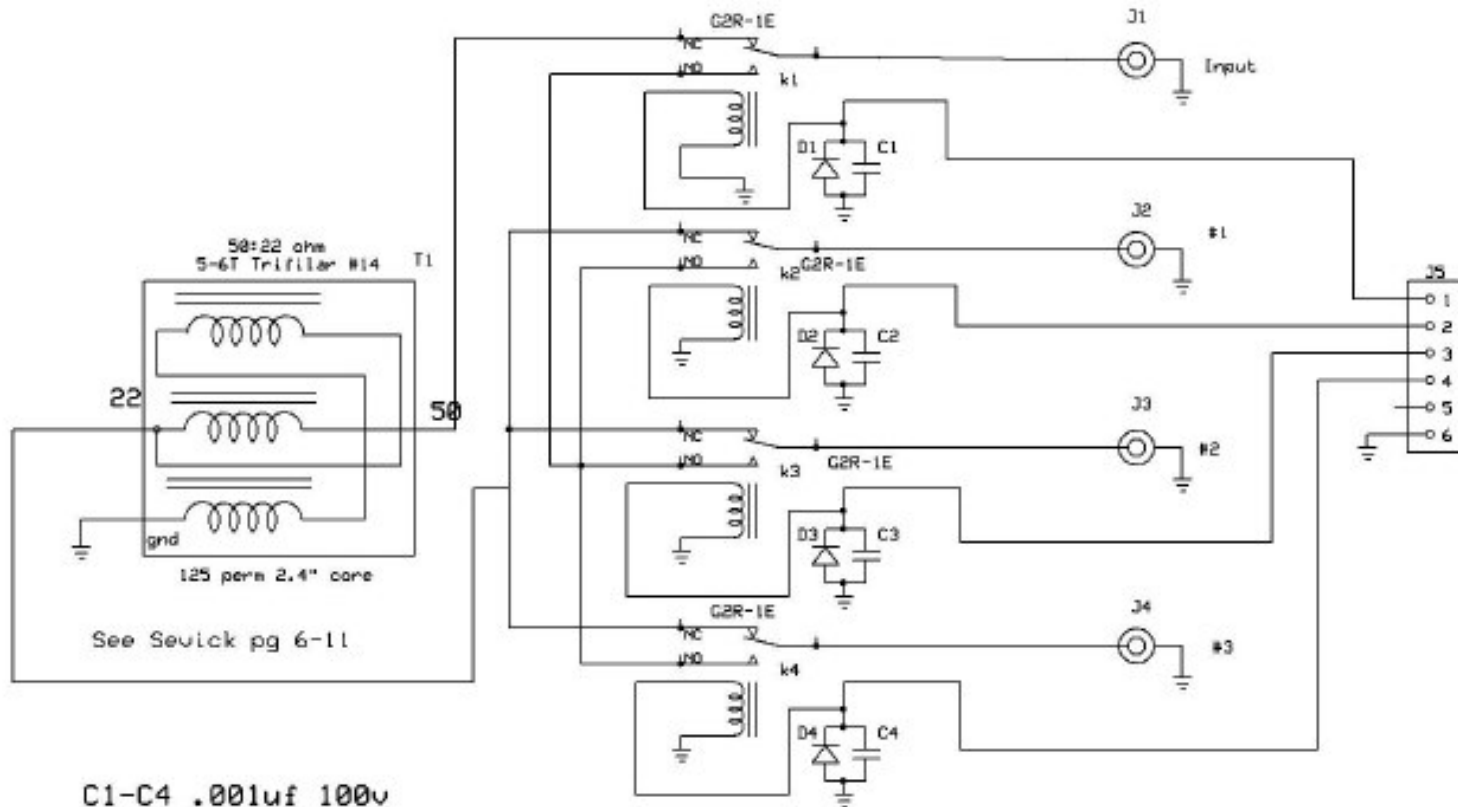 G2R-1E
J1
NC
NO
k1
Input
D1
C1
J2
#1
NC
NO
k2
G2R-1E
50:22 ohm
5-6T Trifilar #14
T1
J5
1
2
3
4
5
6
D2
C2
22
50
J3
#2
NC
NO
k3
G2R-1E
gnd
D3
C3
125 perm 2.4" core
G2R-1E
J4
#3
See Sevick pg 6-11
NC
NO
k4
D4
C4
C1-C4 .001uf 100v